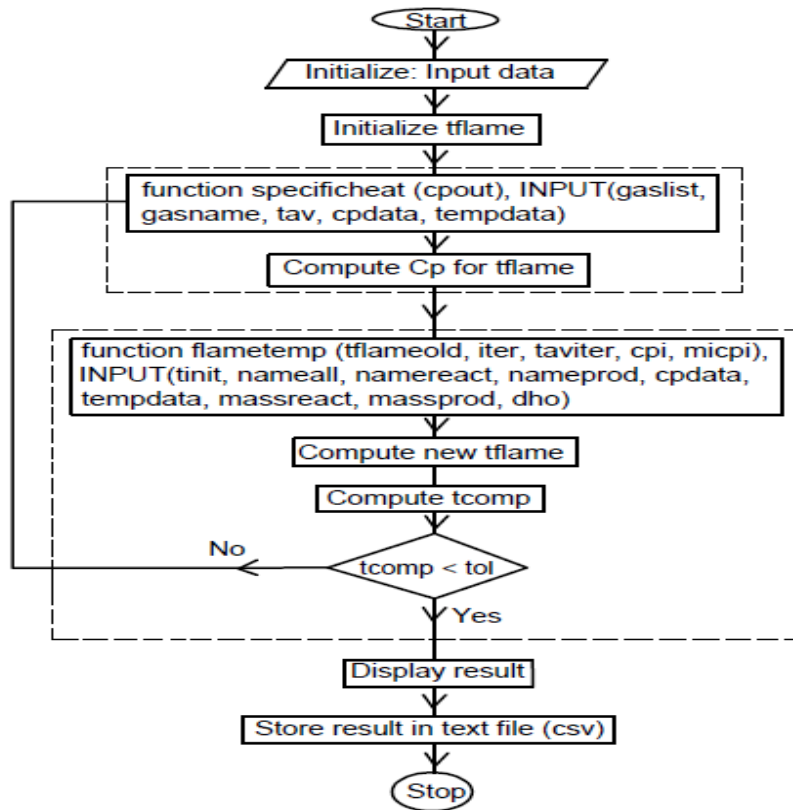 Start
Initialize: Input data
Initialize tflame
function specificheat (cpout), INPUT(gaslist,
gasname, tav, cpdata, tempdata)
Compute Cp for tflame
function flametemp (tflameold, iter, taviter, cpi, micpi),
INPUT(tinit, nameall, namereact, nameprod, cpdata,
tempdata, massreact, massprod, dho)
Compute new tflame
Compute tcomp
No
tcomp < tol
Yes
Display result
Store result in text file (csv)
Stop